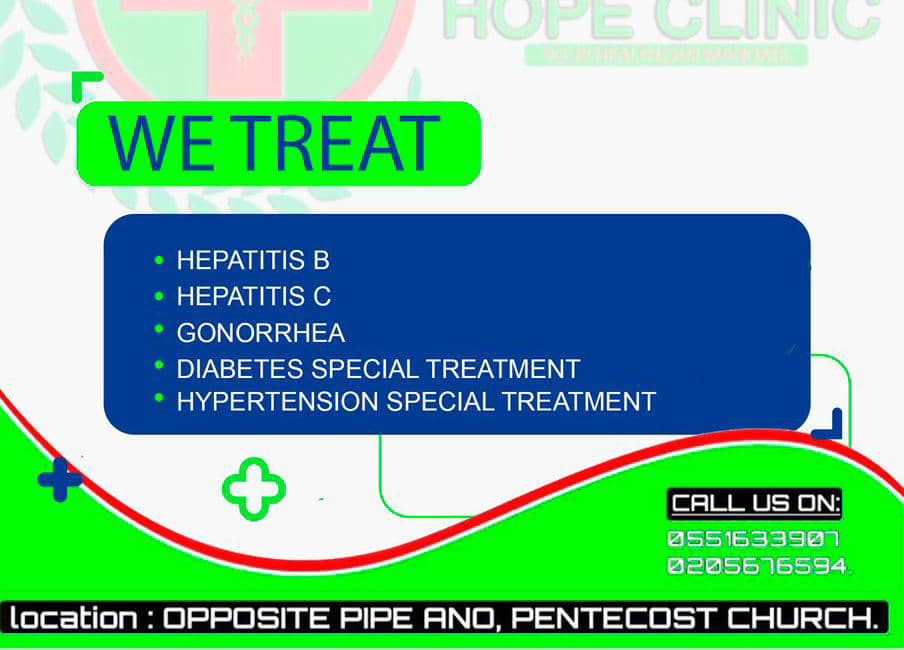 HOPE CLINIC
WE TREAT
HEPATITIS B
HEPATITIS C
GONORRHEA
DIABETES SPECIAL TREATMENT
HYPERTENSION SPECIAL TREATMENT
CALL US ON:
0551633907
0205676594.
location : OPPOSITE PIPE ANO, PENTECOST CHURCH.